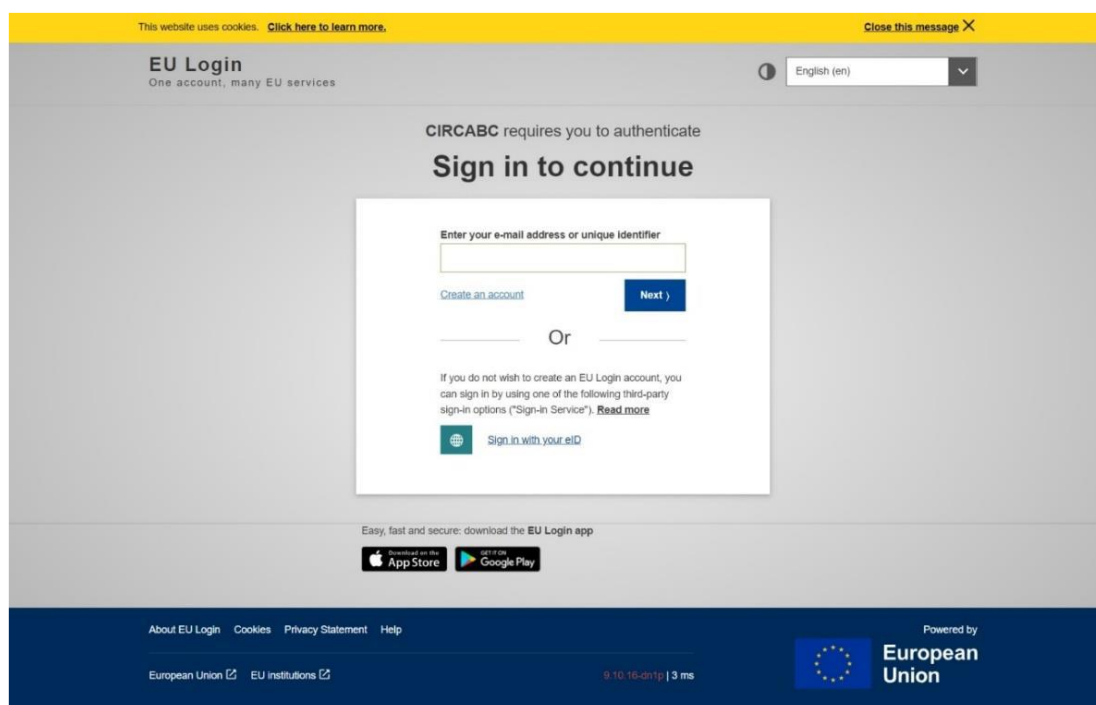 This website uses cookies. Click here to learn more.
Close this message
EU Login
One account, many EU services
English (en)
CIRCABC requires you to authenticate
Sign in to continue
Enter your e-mail address or unique identifier
Create an account
Next
Or
If you do not wish to create an EU Login account, you
can sign in by using one of the following third-party
sign-in options ("Sign-in Service"). Read more
Sign in with your eID
Easy, fast and secure: download the EU Login app
Download on the
App Store
GET IT ON
Google Play
About EU Login Cookies Privacy Statement Help
Powered by
European
Union
European Union EU institutions
9.10.16-dn1p | 3 ms